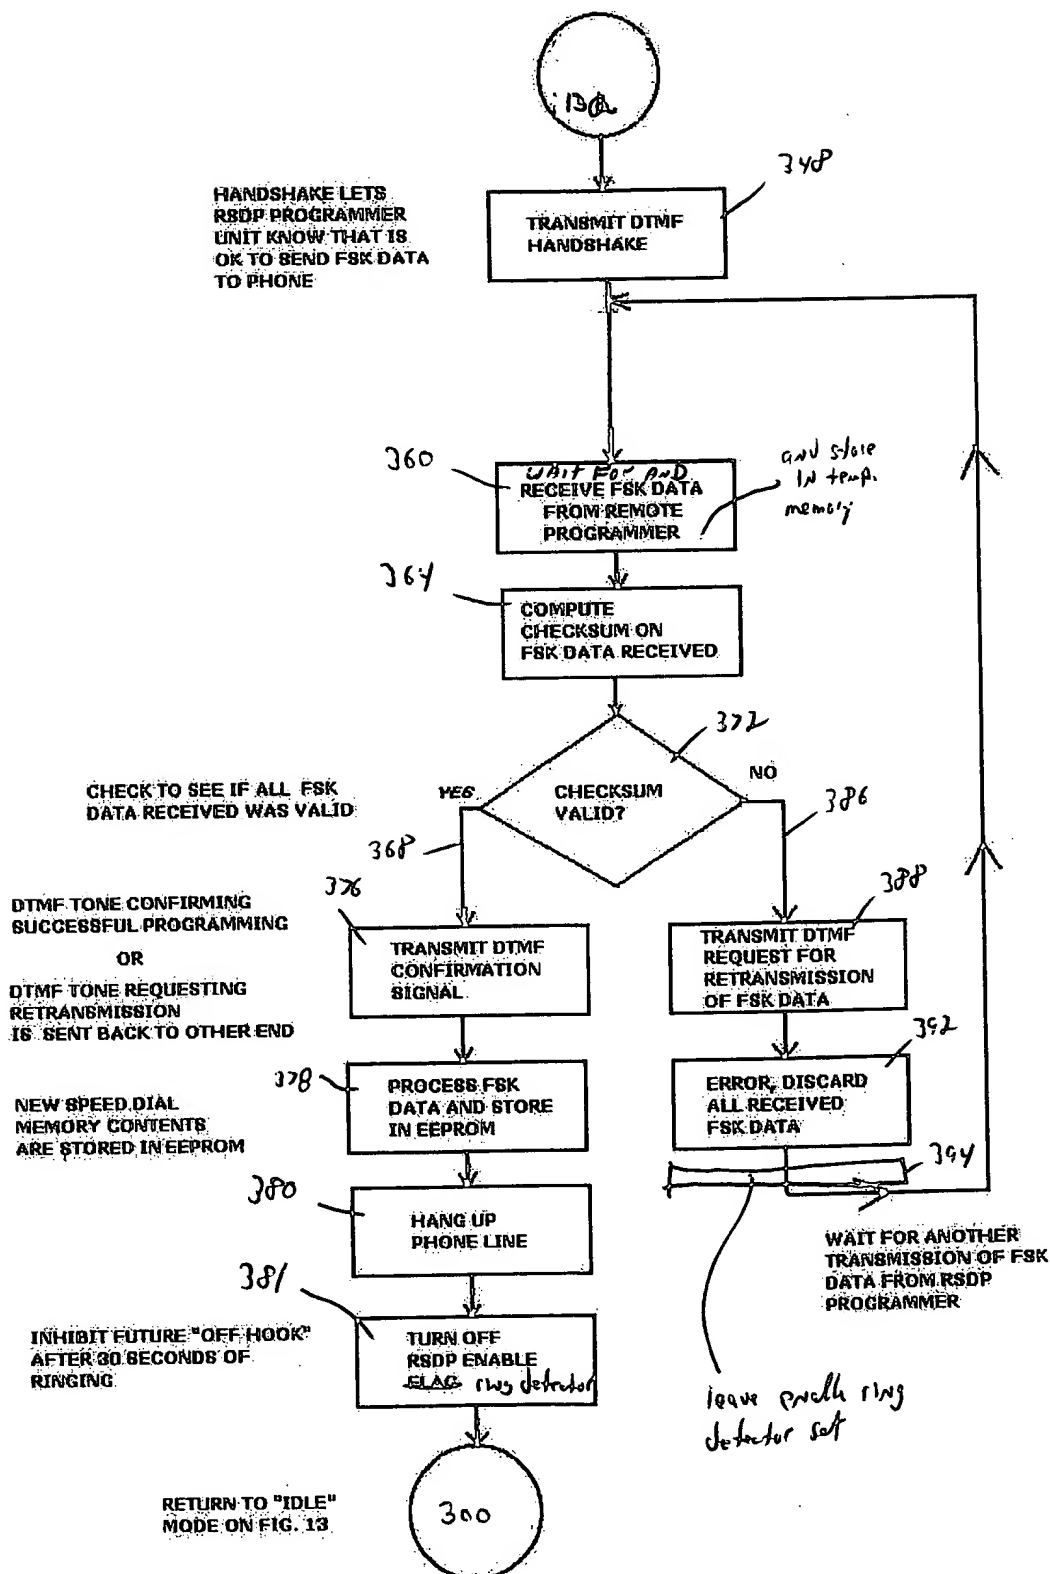 13a
348
HANDSHAKE LETS
RSDP PROGRAMMER
UNIT KNOW THAT IS
OK TO SEND FSK DATA
TO PHONE
TRANSMIT DTMF
HANDSHAKE
360
WAIT FOR AND
RECEIVE FSK DATA
FROM REMOTE
PROGRAMMER
and store
in temp.
memory
364
COMPUTE
CHECKSUM ON
FSK DATA RECEIVED
372
CHECK TO SEE IF ALL FSK
DATA RECEIVED WAS VALID
YES
CHECKSUM
VALID?
NO
368
386
DTMF TONE CONFIRMING
SUCCESSFUL PROGRAMMING
OR
DTMF TONE REQUESTING
RETRANSMISSION
IS SENT BACK TO OTHER END
376
TRANSMIT DTMF
CONFIRMATION
SIGNAL
388
TRANSMIT DTMF
REQUEST FOR
RETRANSMISSION
OF FSK DATA
NEW SPEED DIAL
MEMORY CONTENTS
ARE STORED IN EEPROM
378
PROCESS FSK
DATA AND STORE
IN EEPROM
392
ERROR, DISCARD
ALL RECEIVED
FSK DATA
394
380
HANG UP
PHONE LINE
WAIT FOR ANOTHER
TRANSMISSION OF FSK
DATA FROM RSDP
PROGRAMMER
381
INHIBIT FUTURE "OFF HOOK"
AFTER 30 SECONDS OF
RINGING
TURN OFF
RSDP ENABLE
FLAG ring detector
leave ring
detector set
RETURN TO "IDLE"
MODE ON FIG. 13
300